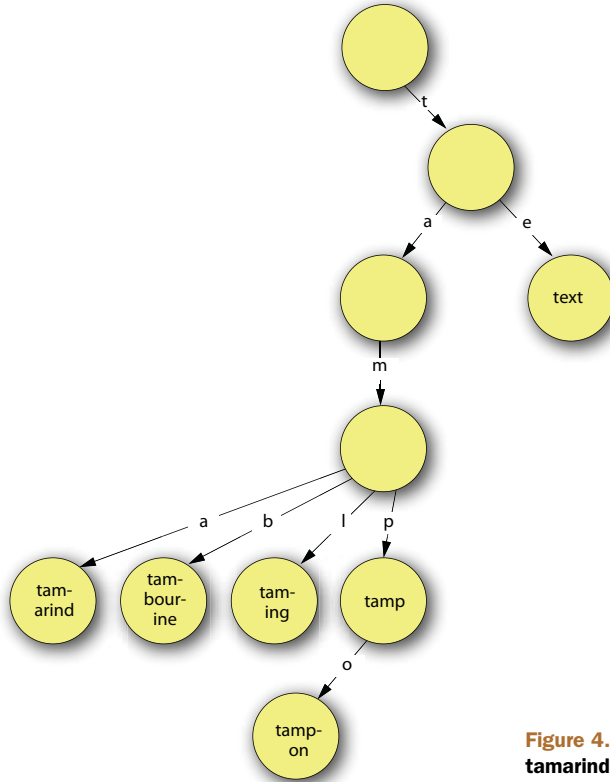 t
a
e
text
m
a
b
l
p
tam-
arind
tam-
bour-
ine
tam-
ing
tamp
o
tamp-
on
Figure 4.
tamarind